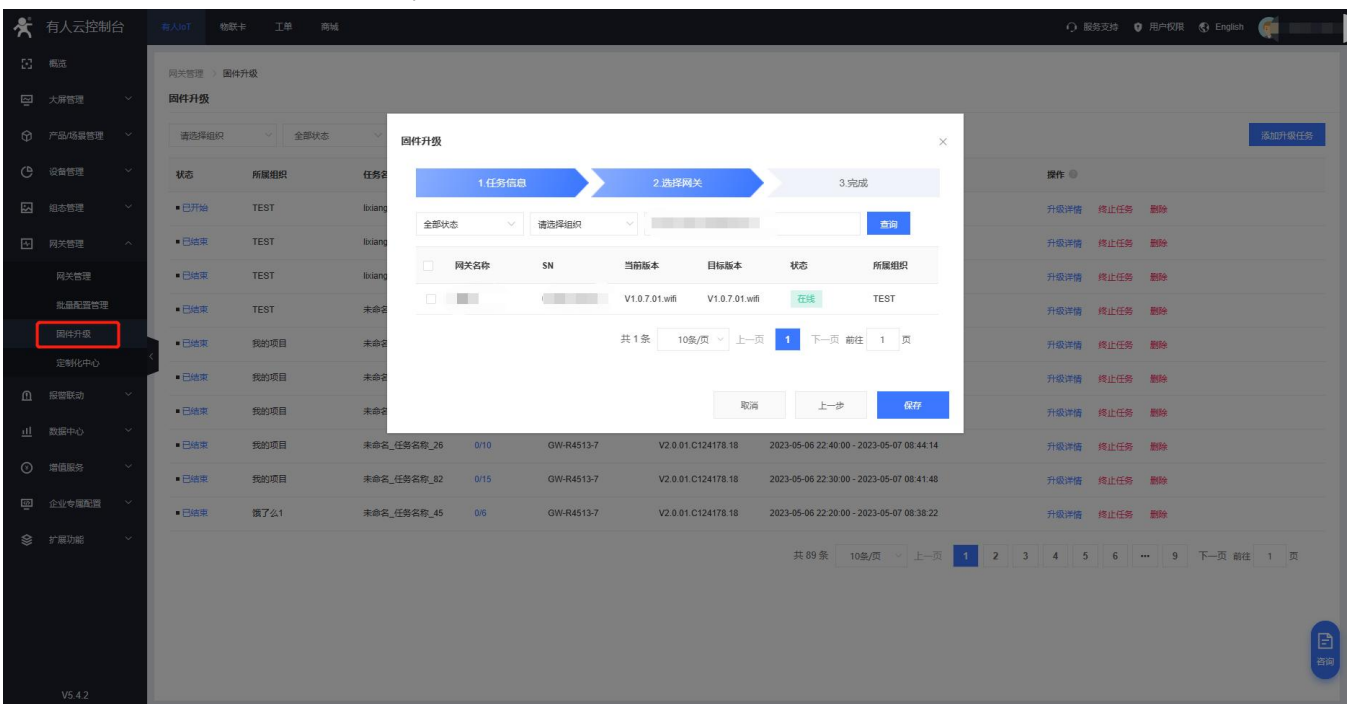 有人云控制台 有人IoT 物联卡 工单 商城 服务支持 用户权限 English
概览
大屏管理
产品/场景管理
设备管理
组态管理
网关管理
网关管理
批量配置管理
固件升级
定制化中心
报警联动
数据中心
增值服务
企业专属配置
扩展功能
V5.4.2
网关管理 > 固件升级
固件升级
请选择组织 全部状态 添加升级任务
状态 所属组织 任务名 操作
已开始 TEST lixiang 升级详情 终止任务 删除
已结束 TEST lixiang 升级详情 终止任务 删除
已结束 TEST lixiang 升级详情 终止任务 删除
已结束 TEST 未命名 升级详情 终止任务 删除
已结束 我的项目 未命名 升级详情 终止任务 删除
已结束 我的项目 未命名 升级详情 终止任务 删除
已结束 我的项目 未命名 升级详情 终止任务 删除
已结束 我的项目 未命名_任务名称_26 0/10 GW-R4513-7 V2.0.01.C124178.18 2023-05-06 22:40:00 - 2023-05-07 08:44:14 升级详情 终止任务 删除
已结束 我的项目 未命名_任务名称_82 0/15 GW-R4513-7 V2.0.01.C124178.18 2023-05-06 22:30:00 - 2023-05-07 08:41:48 升级详情 终止任务 删除
已结束 饿了么1 未命名_任务名称_45 0/6 GW-R4513-7 V2.0.01.C124178.18 2023-05-06 22:20:00 - 2023-05-07 08:38:22 升级详情 终止任务 删除
共 89 条 10条/页 上一页 1 2 3 4 5 6 ··· 9 下一页 前往 1 页
固件升级 ×
1.任务信息 2.选择网关 3.完成
全部状态 请选择组织 查询
网关名称 SN 当前版本 目标版本 状态 所属组织
V1.0.7.01.wifi V1.0.7.01.wifi 在线 TEST
共 1 条 10条/页 上一页 1 下一页 前往 1 页
取消 上一步 保存
咨询